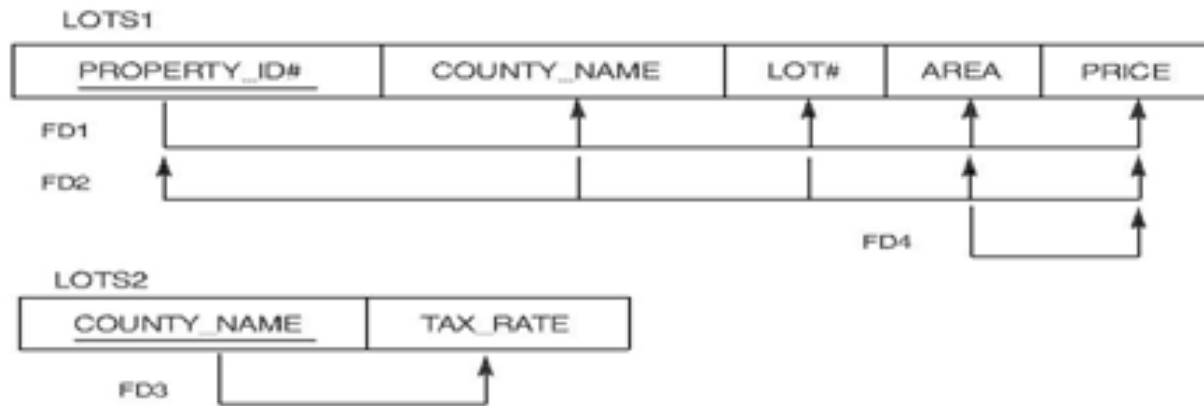 LOTS1
PROPERTY_ID# COUNTY_NAME LOT# AREA PRICE
FD1
FD2
FD4
LOTS2
COUNTY_NAME TAX_RATE
FD3